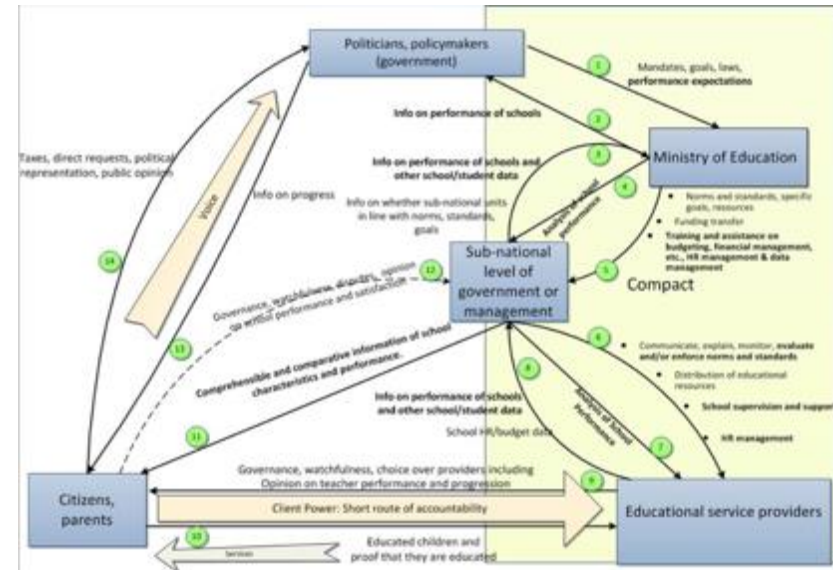 Politicians, policymakers
(government)
1
Mandates, goals, laws,
performance expectations
Info on performance of schools
2
3
Ministry of Education
Taxes, direct requests, political
representation, public opinion
Info on performance of schools and
other school/student data
4
Info on progress
Info on whether sub-national units
in line with norms, standards,
goals
Analysis of school
performance
Norms and standards, specific
goals, resources
Funding transfer
Training and assistance on
budgeting, financial management,
etc., HR management & data
management
Voice
14
12
Sub-national
level of
government or
management
5
Compact
Governance, watchfulness, disputes, opinion
on school performance and satisfaction
13
6
Communicate, explain, monitor, evaluate
and/or enforce norms and standards
Comprehensible and comparative information of school
characteristics and performance.
8
Distribution of educational
resources
Info on performance of schools
and other school/student data
Analysis of School
Performance
School supervision and support
School HR/budget data
11
7
HR management
Governance, watchfulness, choice over providers including
Opinion on teacher performance and progression
9
Citizens,
parents
Client Power: Short route of accountability
Educational service providers
10
Educated children and
proof that they are educated
Services